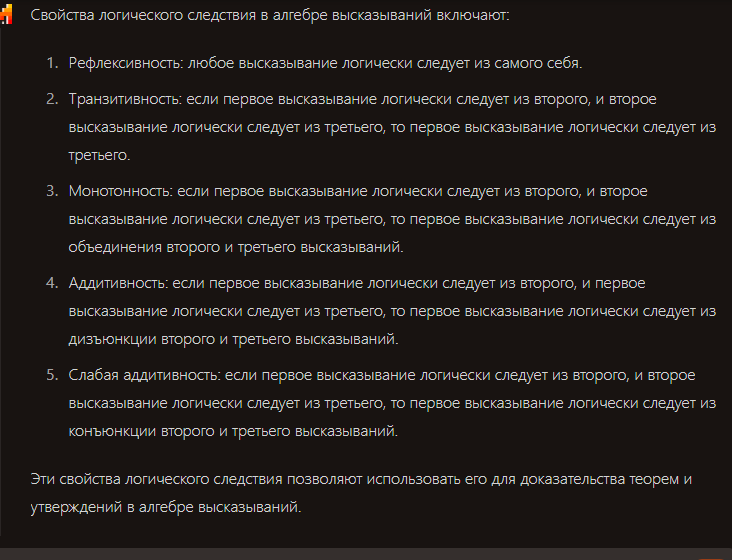 Свойства логического следствия в алгебре высказываний включают:
1. Рефлексивность: любое высказывание логически следует из самого себя.
2. Транзитивность: если первое высказывание логически следует из второго, и второе
высказывание логически следует из третьего, то первое высказывание логически следует из
третьего.
3. Монотонность: если первое высказывание логически следует из второго, и второе
высказывание логически следует из третьего, то первое высказывание логически следует из
объединения второго и третьего высказываний.
4. Аддитивность: если первое высказывание логически следует из второго, и первое
высказывание логически следует из третьего, то первое высказывание логически следует из
дизъюнкции второго и третьего высказываний.
5. Слабая аддитивность: если первое высказывание логически следует из второго, и второе
высказывание логически следует из третьего, то первое высказывание логически следует из
конъюнкции второго и третьего высказываний.
Эти свойства логического следствия позволяют использовать его для доказательства теорем и
утверждений в алгебре высказываний.